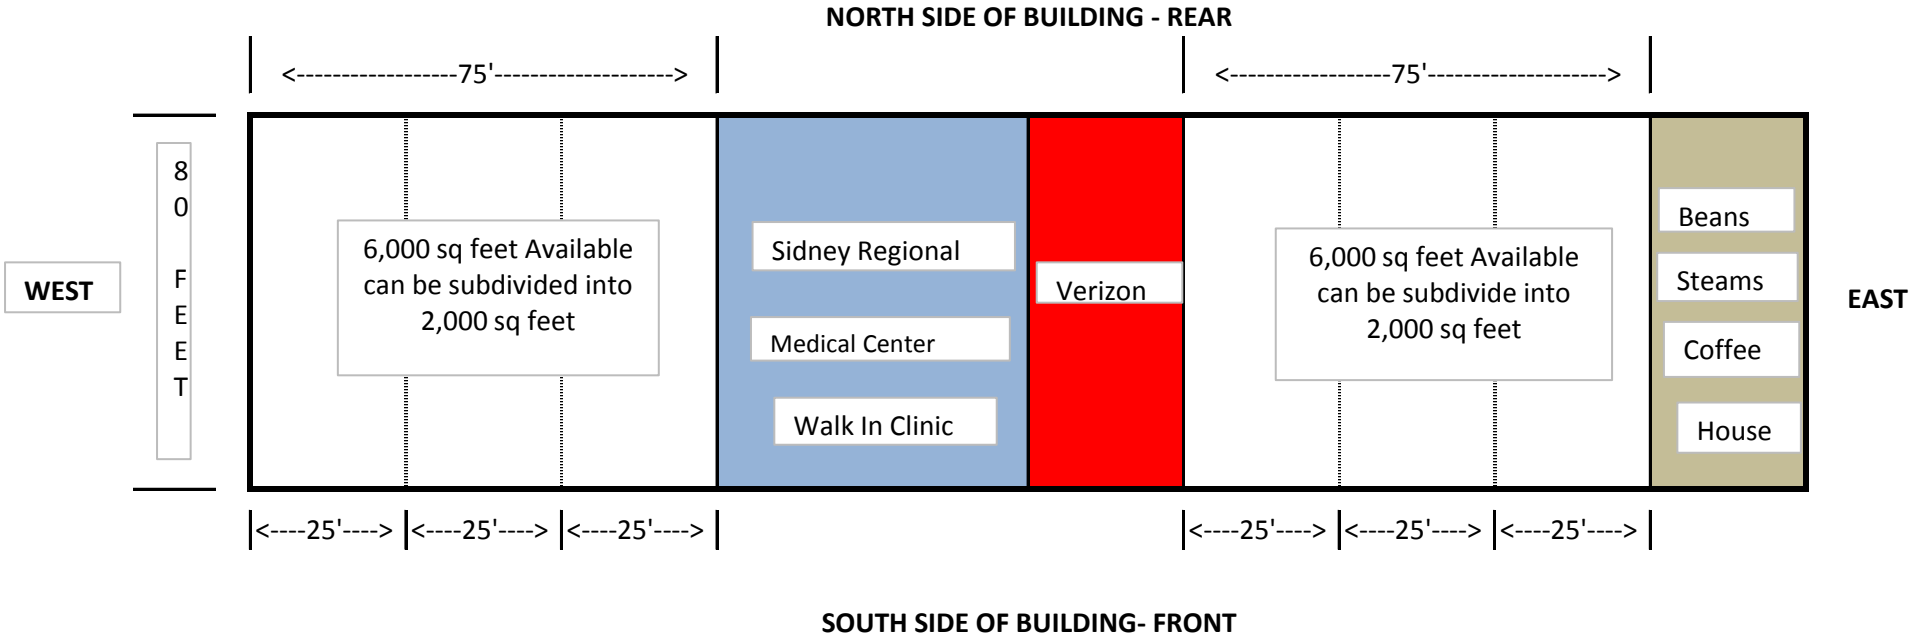 NORTH SIDE OF BUILDING - REAR
<------------------75'-------------------->
<------------------75'-------------------->
80 FEET
WEST
6,000 sq feet Available
can be subdivided into
2,000 sq feet
Sidney Regional
Medical Center
Walk In Clinic
Verizon
6,000 sq feet Available
can be subdivide into
2,000 sq feet
Beans
Steams
Coffee
House
EAST
<----25'---->
<----25'---->
<----25'---->
<----25'---->
<----25'---->
<----25'---->
SOUTH SIDE OF BUILDING- FRONT